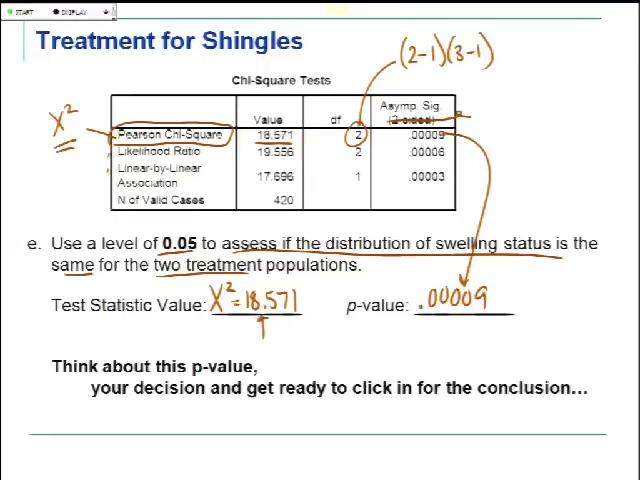 START DISPLAY
Treatment for Shingles
(2-1)(3-1)
Chi-Square Tests
X²
Value df Asymp. Sig. (2-sided)
Pearson Chi-Square 18.571 2 .00009
Likelihood Ratio 19.556 2 .00006
Linear-by-Linear Association 17.696 1 .00003
N of Valid Cases 420
e. Use a level of 0.05 to assess if the distribution of swelling status is the
same for the two treatment populations.
Test Statistic Value: X² = 18.571 p-value: .00009
Think about this p-value,
your decision and get ready to click in for the conclusion...